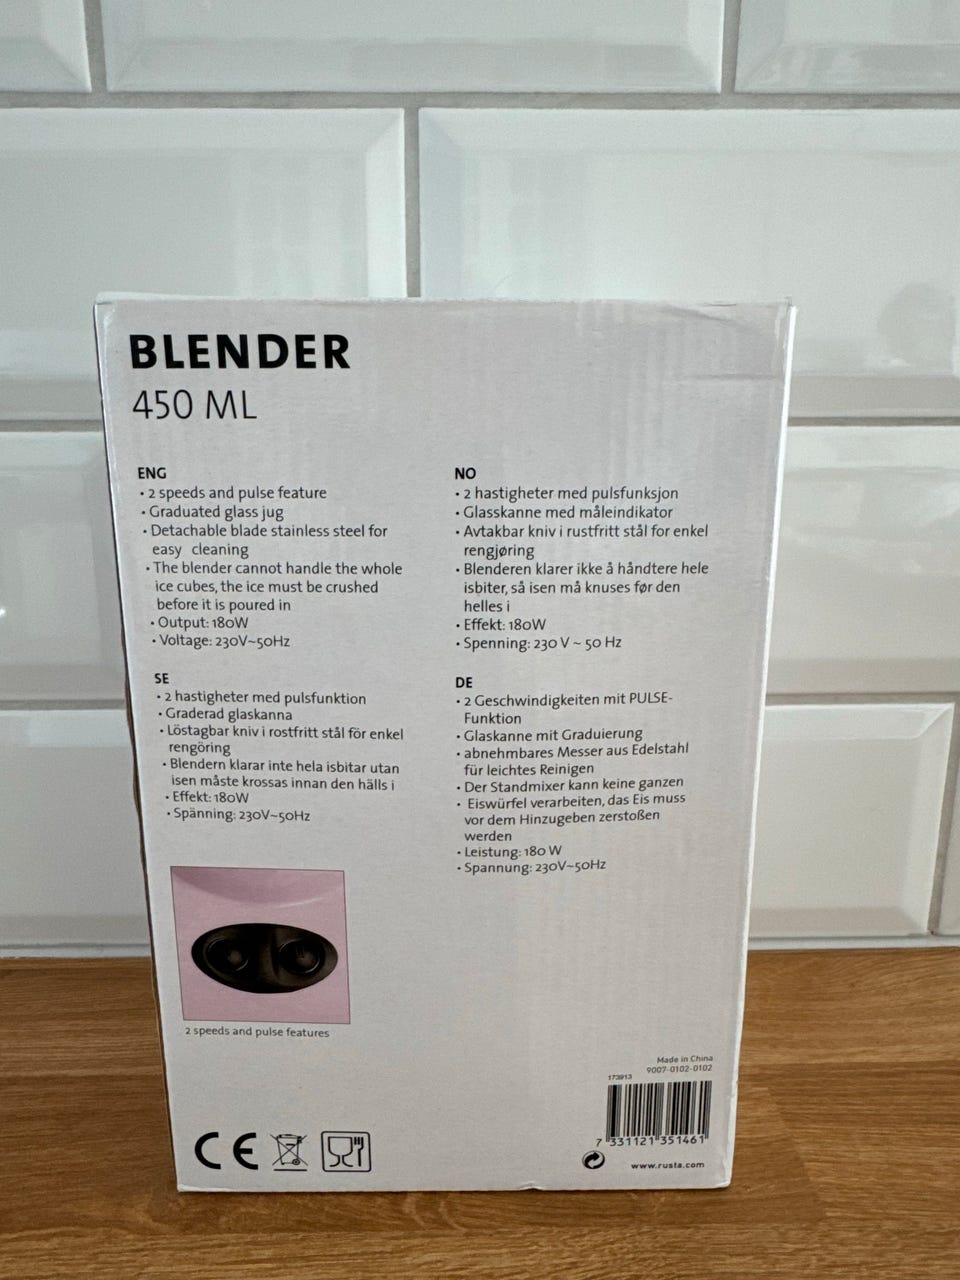 BLENDER
450 ML
ENG
• 2 speeds and pulse feature
• Graduated glass jug
• Detachable blade stainless steel for
easy cleaning
• The blender cannot handle the whole
ice cubes, the ice must be crushed
before it is poured in
• Output: 180W
• Voltage: 230V~50Hz
SE
• 2 hastigheter med pulsfunktion
• Graderad glaskanna
• Löstagbar kniv i rostfritt stål för enkel
rengöring
• Blendern klarar inte hela isbitar utan
isen måste krossas innan den hälls i
• Effekt: 180W
• Spänning: 230V~50Hz
2 speeds and pulse features
NO
• 2 hastigheter med pulsfunksjon
• Glasskanne med måleindikator
• Avtakbar kniv i rustfritt stål for enkel
rengjøring
• Blenderen klarer ikke å håndtere hele
isbiter, så isen må knuses før den
helles i
• Effekt: 180W
• Spenning: 230 V ~ 50 Hz
DE
• 2 Geschwindigkeiten mit PULSE-
Funktion
• Glaskanne mit Graduierung
• abnehmbares Messer aus Edelstahl
für leichtes Reinigen
• Der Standmixer kann keine ganzen
• Eiswürfel verarbeiten, das Eis muss
vor dem Hinzugeben zerstoßen
werden
• Leistung: 180 W
• Spannung: 230V~50Hz
Made in China
9007-0102-0102
173913
7 331121 351461
www.rusta.com
CE